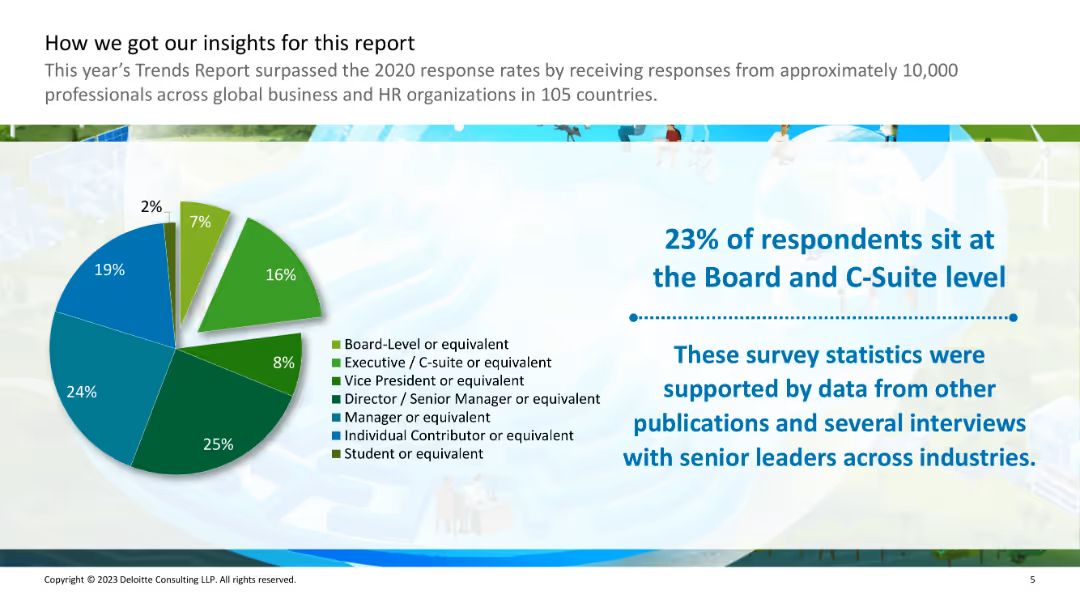 How we got our insights for this report
This year's Trends Report surpassed the 2020 response rates by receiving responses from approximately 10,000
professionals across global business and HR organizations in 105 countries.
2%
7%
16%
19%
8%
24%
25%
Board-Level or equivalent
Executive / C-suite or equivalent
Vice President or equivalent
Director / Senior Manager or equivalent
Manager or equivalent
Individual Contributor or equivalent
Student or equivalent
23% of respondents sit at
the Board and C-Suite level
These survey statistics were
supported by data from other
publications and several interviews
with senior leaders across industries.
Copyright © 2023 Deloitte Consulting LLP. All rights reserved.
5